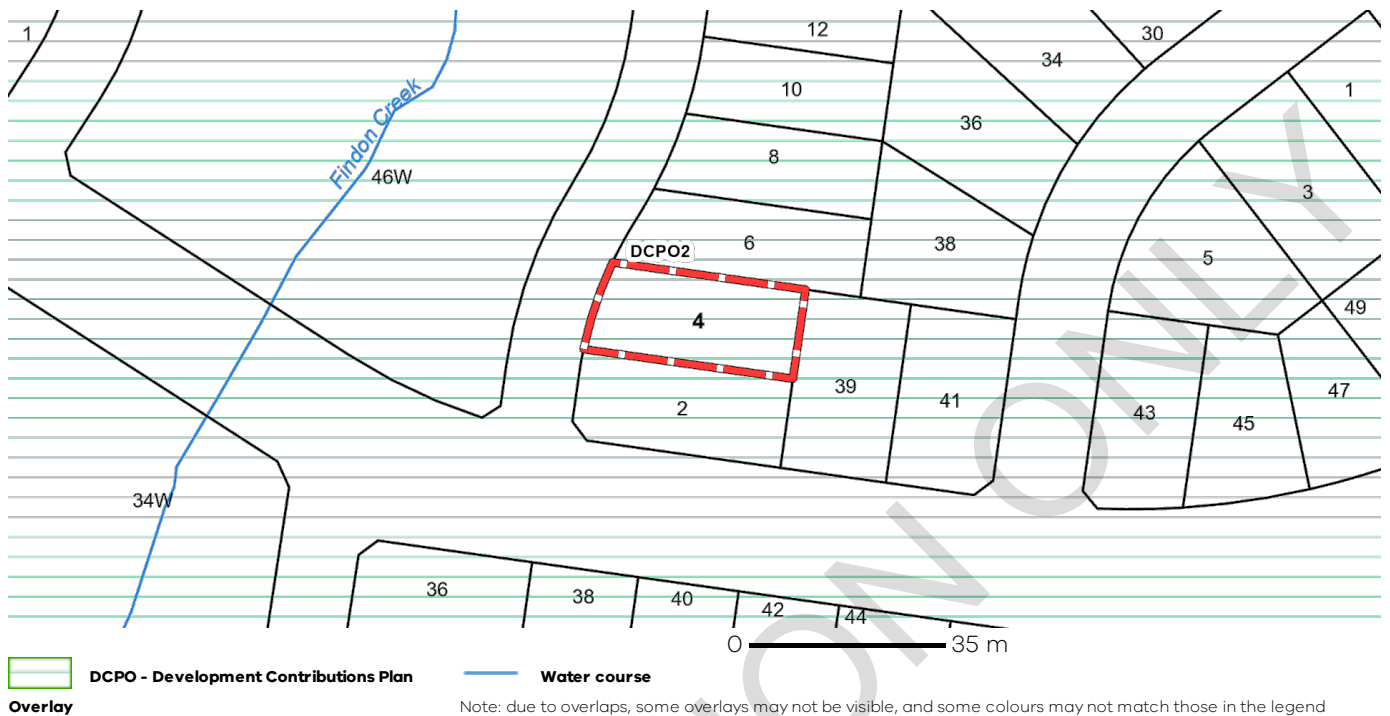 1
12
30
34
10
1
Findon Creek
36
8
46W
3
6
38
DCPO2
5
4
49
39
47
41
2
43
45
34W
36
38
40
42
44
0 35 m
DCPO - Development Contributions Plan
Overlay
Water course
Note: due to overlaps, some overlays may not be visible, and some colours may not match those in the legend
ON ONLY